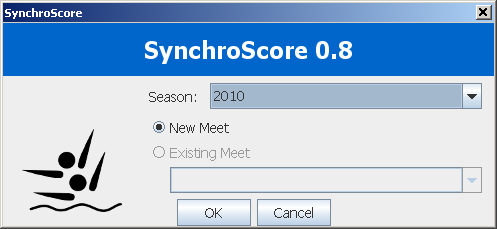 SynchroScore
SynchroScore 0.8
Season: 2010
New Meet
Existing Meet
OK Cancel